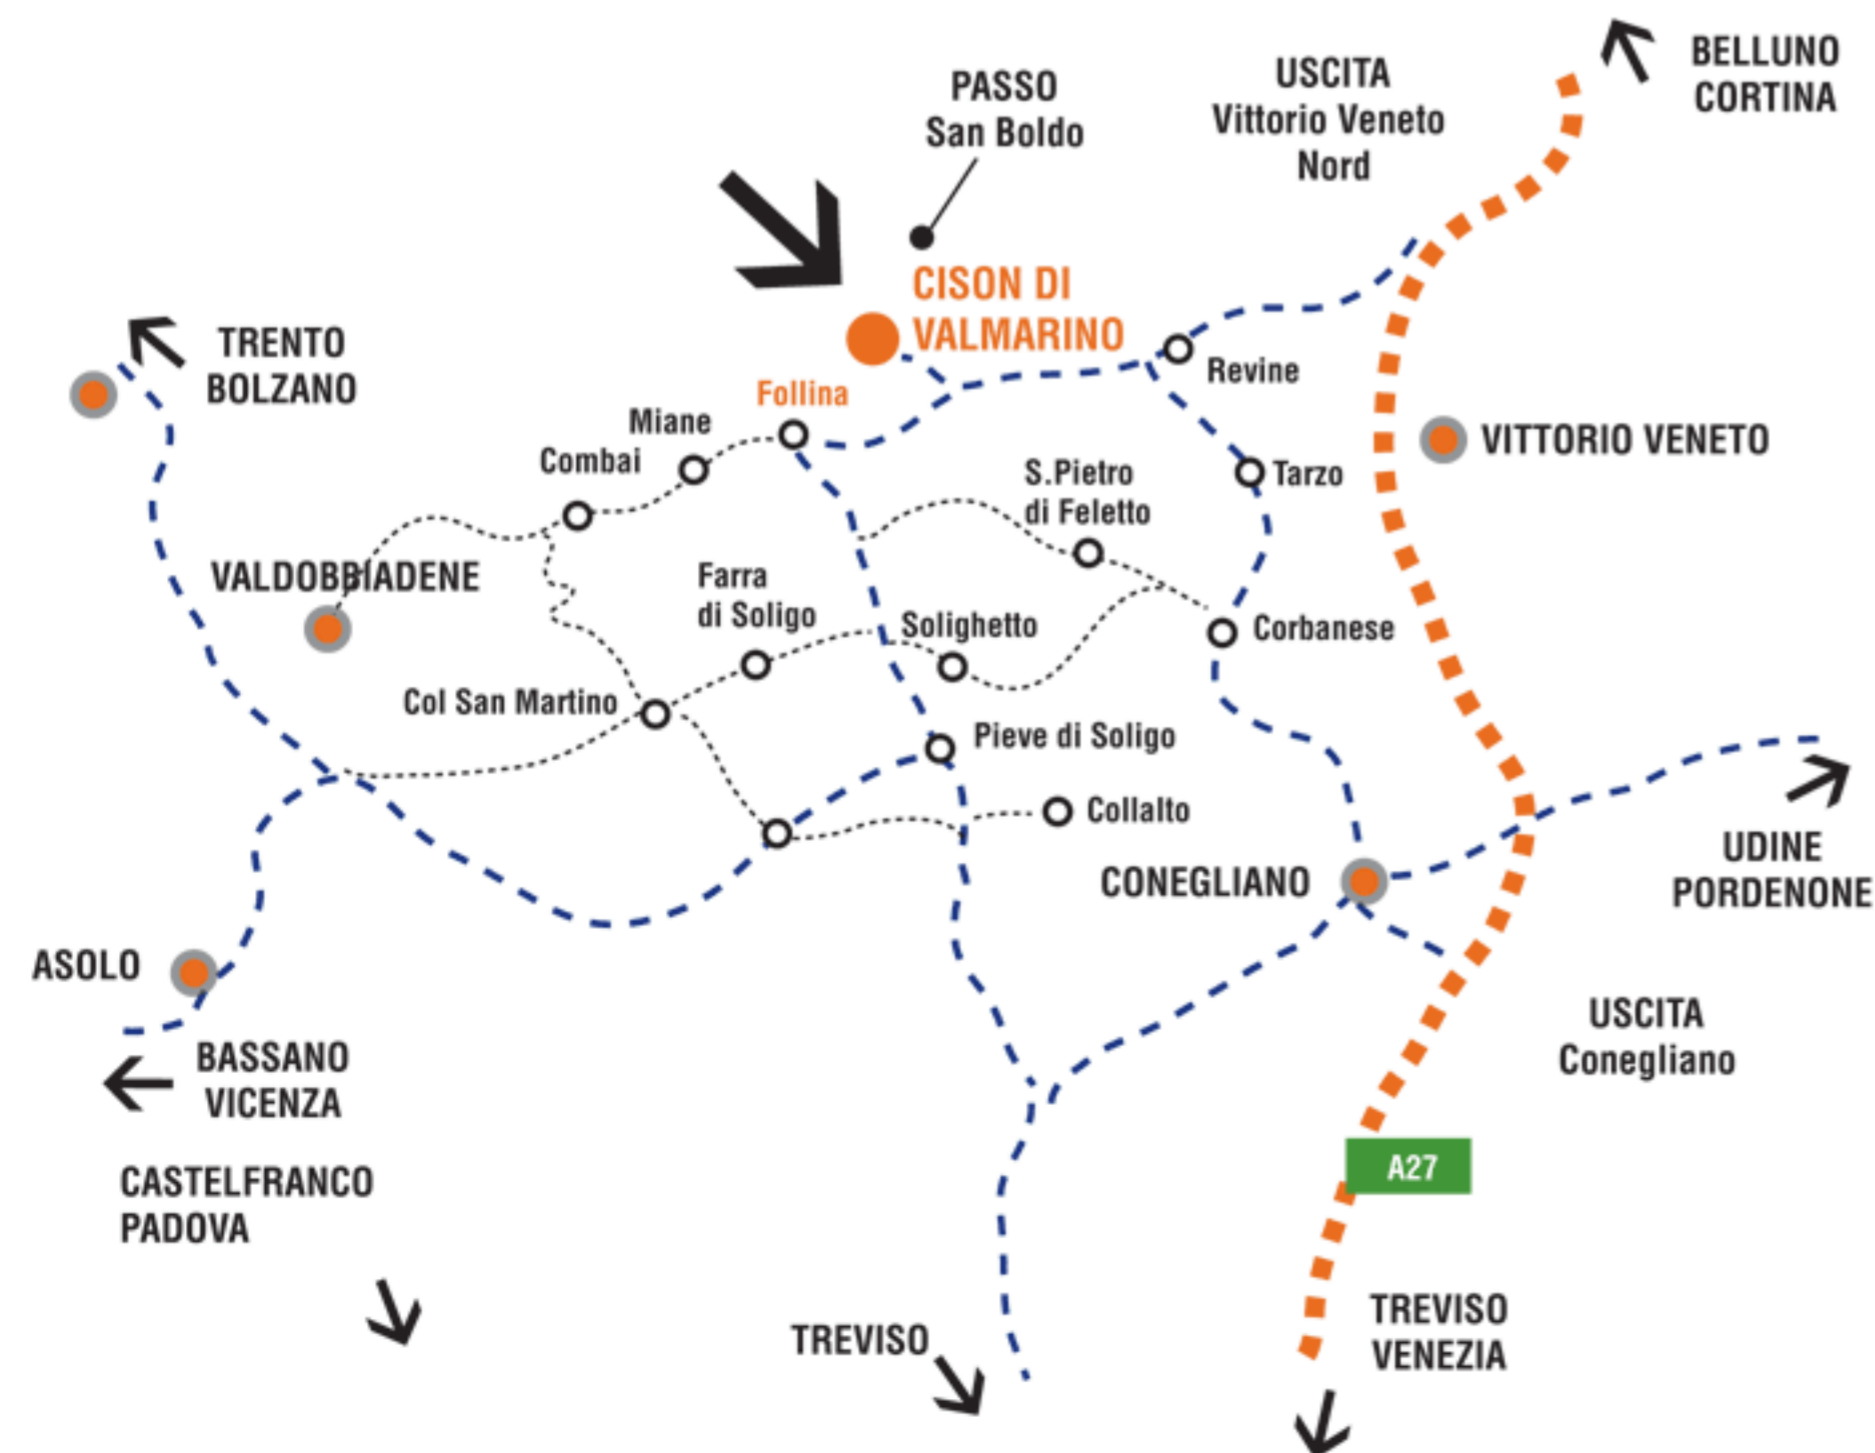 BELLUNO
CORTINA
USCITA
Vittorio Veneto
Nord
PASSO
San Boldo
CISON DI
VALMARINO
TRENTO
BOLZANO
Revine
Follina
Miane
Combai
VITTORIO VENETO
S.Pietro
di Feletto
Tarzo
VALDOBBIADENE
Farra
di Soligo
Solighetto
Corbanese
Col San Martino
Pieve di Soligo
Collalto
UDINE
PORDENONE
CONEGLIANO
ASOLO
USCITA
Conegliano
BASSANO
VICENZA
A27
CASTELFRANCO
PADOVA
TREVISO
TREVISO
VENEZIA